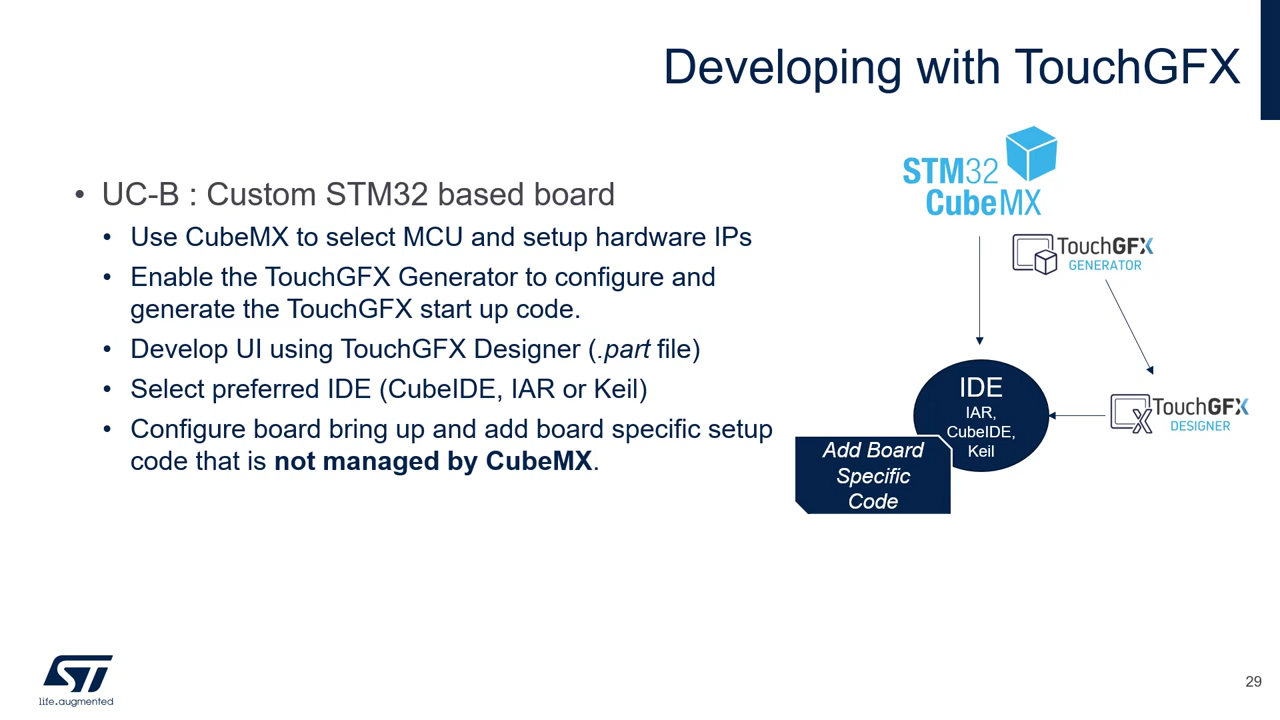 Developing with TouchGFX
• UC-B : Custom STM32 based board
• Use CubeMX to select MCU and setup hardware IPs
• Enable the TouchGFX Generator to configure and
generate the TouchGFX start up code.
• Develop UI using TouchGFX Designer (.part file)
• Select preferred IDE (CubeIDE, IAR or Keil)
• Configure board bring up and add board specific setup
code that is not managed by CubeMX.
STM32
CubeMX
TouchGFX
GENERATOR
IDE
IAR,
CubeIDE,
Keil
TouchGFX
DESIGNER
Add Board
Specific
Code
ST
life.augmented
29